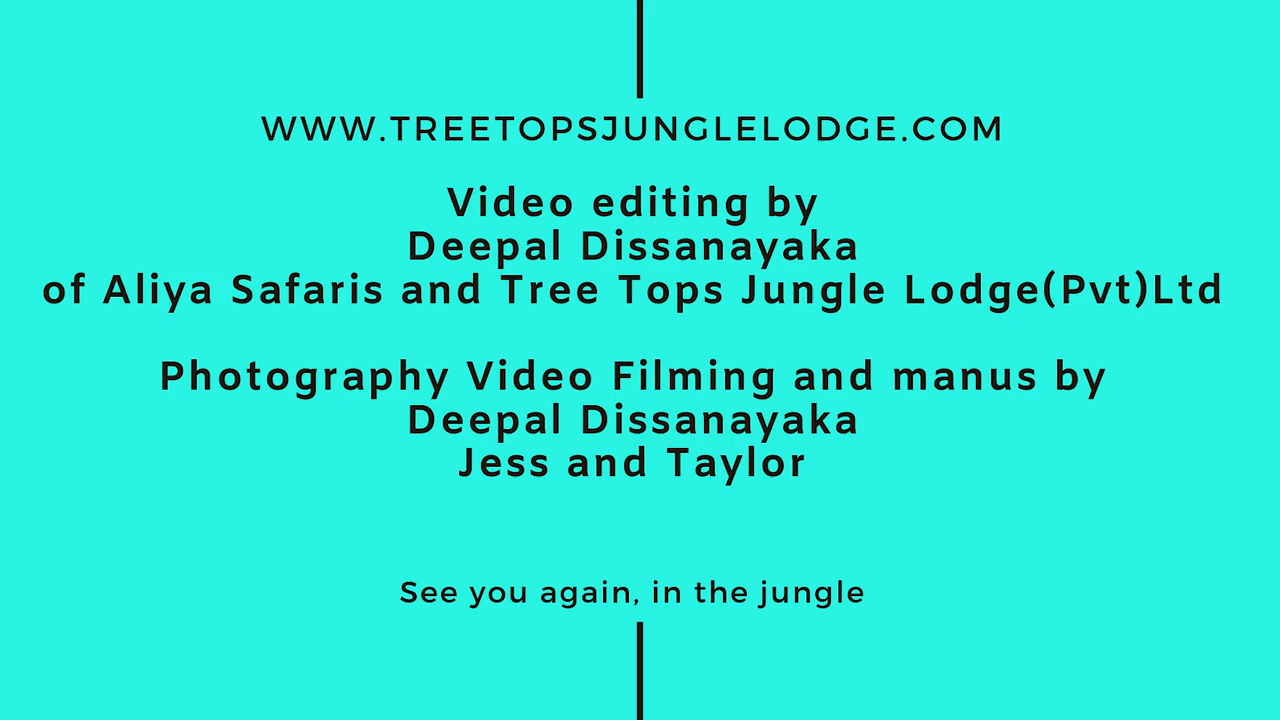 WWW.TREETOPSJUNGLELODGE.COM
Video editing by
Deepal Dissanayaka
of Aliya Safaris and Tree Tops Jungle Lodge(Pvt)Ltd
Photography Video Filming and manus by
Deepal Dissanayaka
Jess and Taylor
See you again, in the jungle